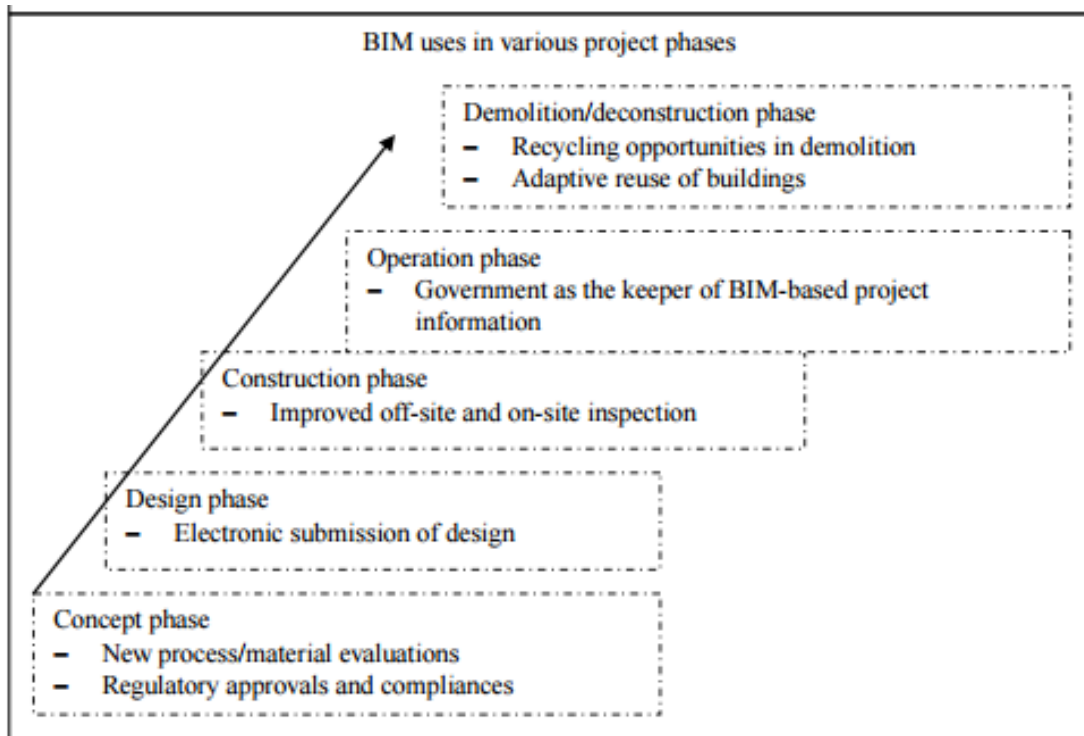 BIM uses in various project phases
Demolition/deconstruction phase
– Recycling opportunities in demolition
– Adaptive reuse of buildings
Operation phase
– Government as the keeper of BIM-based project
information
Construction phase
– Improved off-site and on-site inspection
Design phase
– Electronic submission of design
Concept phase
– New process/material evaluations
– Regulatory approvals and compliances